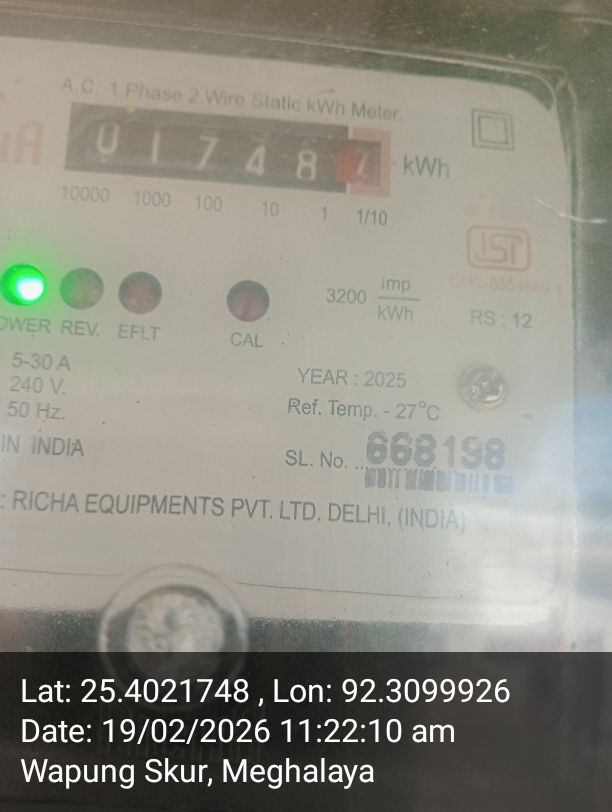 A.C. 1 Phase 2 Wire Static kWh Meter.
0 1 7 4 8 7 kWh
10000 1000 100 10 1 1/10
3200 imp
kWh
POWER REV. EFLT CAL
RS : 12
5-30 A
240 V.
50 Hz.
YEAR : 2025
Ref. Temp. - 27°C
IN INDIA
SL. No. .. 668198
: RICHA EQUIPMENTS PVT. LTD. DELHI, (INDIA)
Lat: 25.4021748 , Lon: 92.3099926
Date: 19/02/2026 11:22:10 am
Wapung Skur, Meghalaya